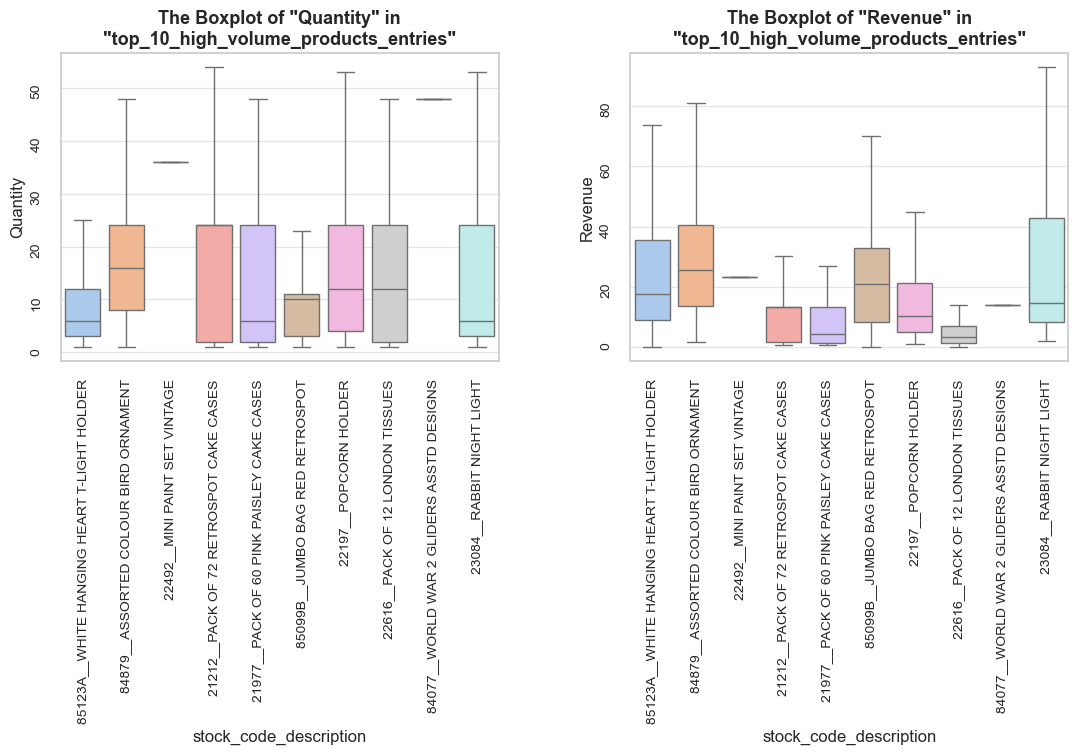 The Boxplot of "Quantity" in
"top_10_high_volume_products_entries"
Quantity
50
40
30
20
10
0
85123A__WHITE HANGING HEART T-LIGHT HOLDER
84879__ASSORTED COLOUR BIRD ORNAMENT
22492__MINI PAINT SET VINTAGE
21212__PACK OF 72 RETROSPOT CAKE CASES
21977__PACK OF 60 PINK PAISLEY CAKE CASES
85099B__JUMBO BAG RED RETROSPOT
22197__POPCORN HOLDER
22616__PACK OF 12 LONDON TISSUES
84077__WORLD WAR 2 GLIDERS ASSTD DESIGNS
23084__RABBIT NIGHT LIGHT
stock_code_description
The Boxplot of "Revenue" in
"top_10_high_volume_products_entries"
Revenue
80
60
40
20
0
85123A__WHITE HANGING HEART T-LIGHT HOLDER
84879__ASSORTED COLOUR BIRD ORNAMENT
22492__MINI PAINT SET VINTAGE
21212__PACK OF 72 RETROSPOT CAKE CASES
21977__PACK OF 60 PINK PAISLEY CAKE CASES
85099B__JUMBO BAG RED RETROSPOT
22197__POPCORN HOLDER
22616__PACK OF 12 LONDON TISSUES
84077__WORLD WAR 2 GLIDERS ASSTD DESIGNS
23084__RABBIT NIGHT LIGHT
stock_code_description